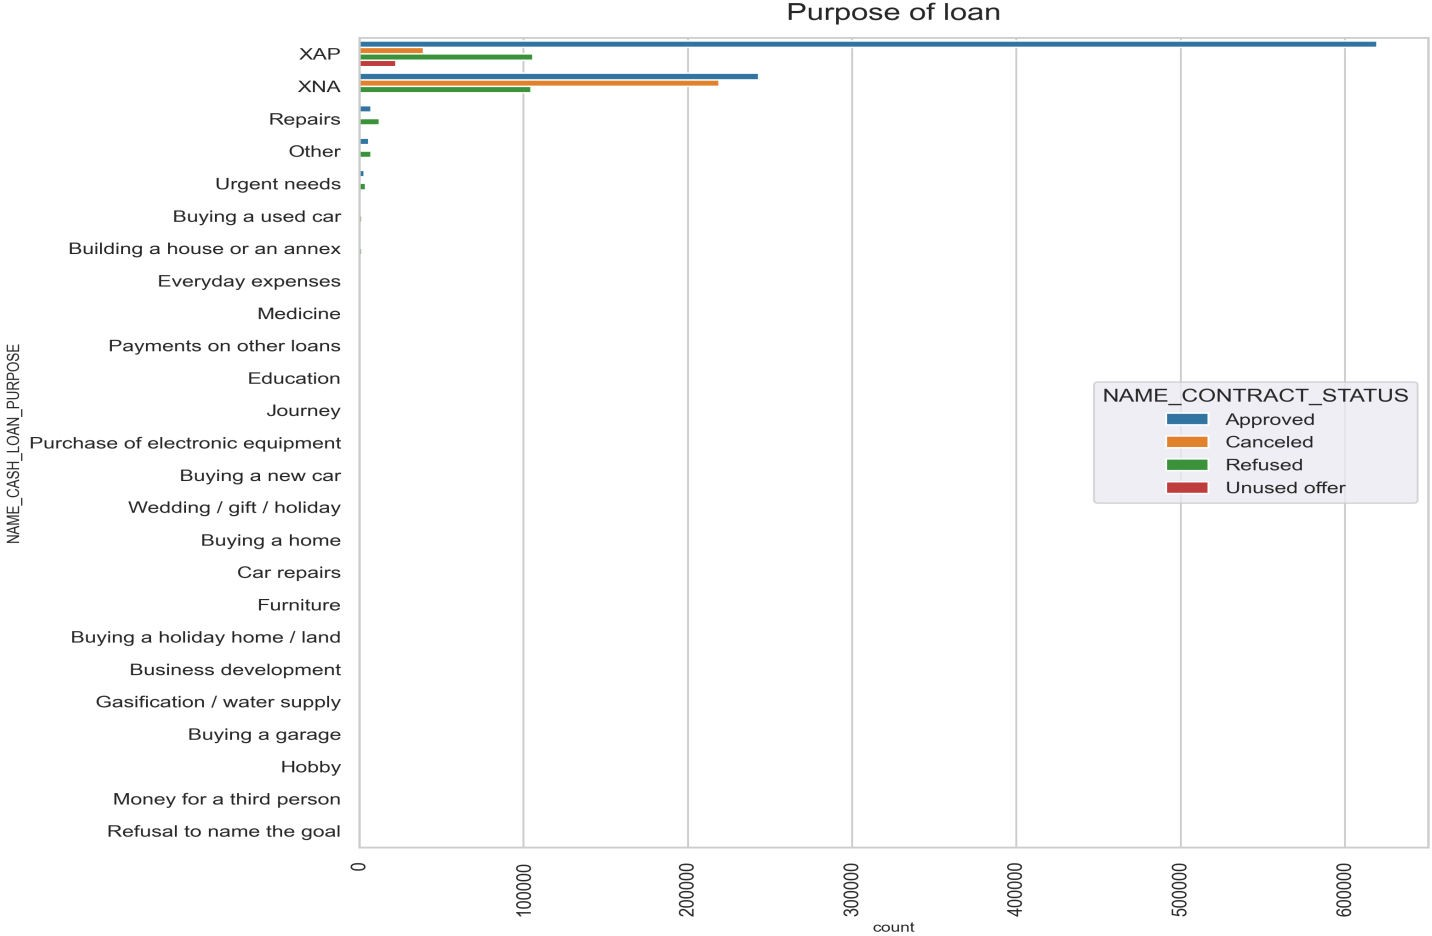 Purpose of loan
XAP
XNA
Repairs
Other
Urgent needs
Buying a used car
Building a house or an annex
Everyday expenses
Medicine
Payments on other loans
Education
Journey
Purchase of electronic equipment
Buying a new car
Wedding / gift / holiday
Buying a home
Car repairs
Furniture
Buying a holiday home / land
Business development
Gasification / water supply
Buying a garage
Hobby
Money for a third person
Refusal to name the goal
NAME_CASH_LOAN_PURPOSE
NAME_CONTRACT_STATUS
Approved
Canceled
Refused
Unused offer
0
100000
200000
300000
400000
500000
600000
count